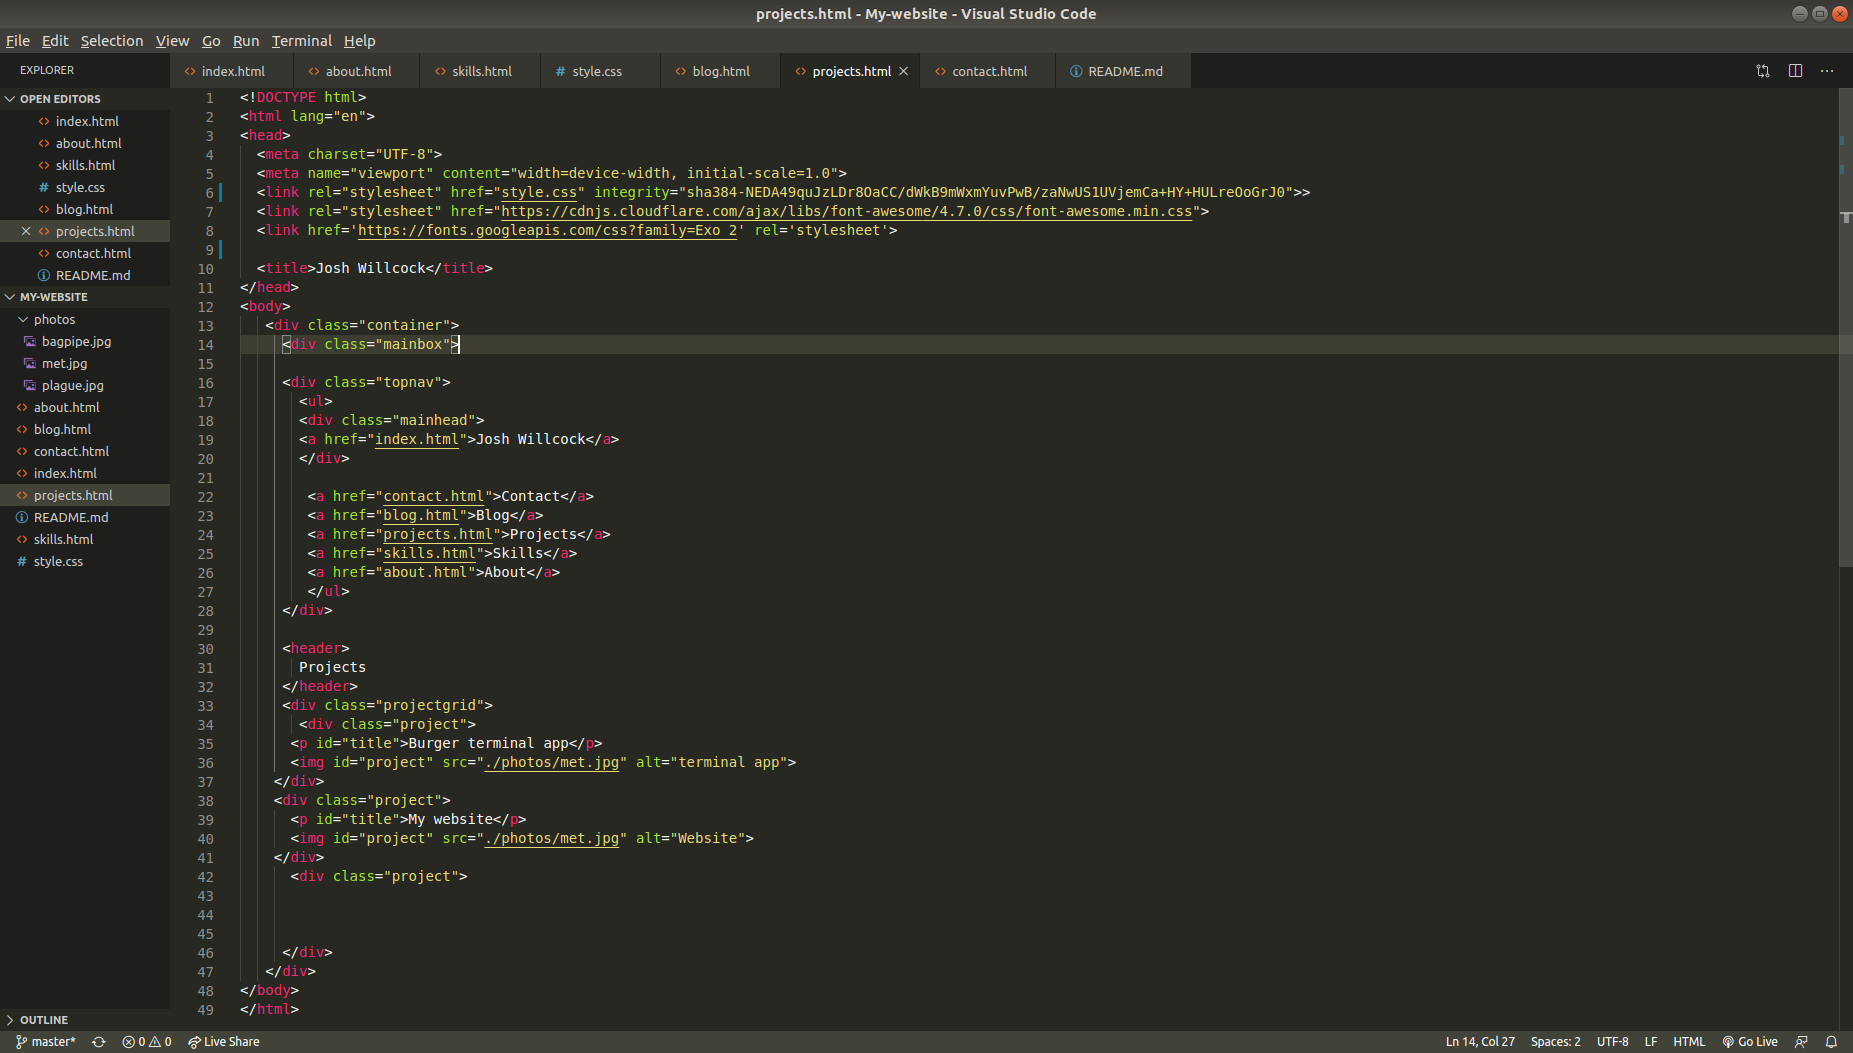 projects.html - My-website - Visual Studio Code
File Edit Selection View Go Run Terminal Help
EXPLORER
index.html about.html skills.html style.css blog.html projects.html contact.html README.md
OPEN EDITORS
index.html
about.html
skills.html
style.css
blog.html
projects.html
contact.html
README.md
MY-WEBSITE
photos
bagpipe.jpg
met.jpg
plague.jpg
about.html
blog.html
contact.html
index.html
projects.html
README.md
skills.html
style.css
OUTLINE
1 <!DOCTYPE html>
2 <html lang="en">
3 <head>
4 <meta charset="UTF-8">
5 <meta name="viewport" content="width=device-width, initial-scale=1.0">
6 <link rel="stylesheet" href="style.css" integrity="sha384-NEDA49quJzLDr8OaCC/dWkB9mWxmYuvPwB/zaNwUS1UVjemCa+HY+HULreOoGrJ0">>
7 <link rel="stylesheet" href="https://cdnjs.cloudflare.com/ajax/libs/font-awesome/4.7.0/css/font-awesome.min.css">
8 <link href='https://fonts.googleapis.com/css?family=Exo 2' rel='stylesheet'>
9
10 <title>Josh Willcock</title>
11 </head>
12 <body>
13 <div class="container">
14 <div class="mainbox">
15
16 <div class="topnav">
17 <ul>
18 <div class="mainhead">
19 <a href="index.html">Josh Willcock</a>
20 </div>
21
22 <a href="contact.html">Contact</a>
23 <a href="blog.html">Blog</a>
24 <a href="projects.html">Projects</a>
25 <a href="skills.html">Skills</a>
26 <a href="about.html">About</a>
27 </ul>
28 </div>
29
30 <header>
31 Projects
32 </header>
33 <div class="projectgrid">
34 <div class="project">
35 <p id="title">Burger terminal app</p>
36 <img id="project" src="./photos/met.jpg" alt="terminal app">
37 </div>
38 <div class="project">
39 <p id="title">My website</p>
40 <img id="project" src="./photos/met.jpg" alt="Website">
41 </div>
42 <div class="project">
43
44
45
46 </div>
47 </div>
48 </body>
49 </html>
master* 0 0 Live Share Ln 14, Col 27 Spaces: 2 UTF-8 LF HTML Go Live